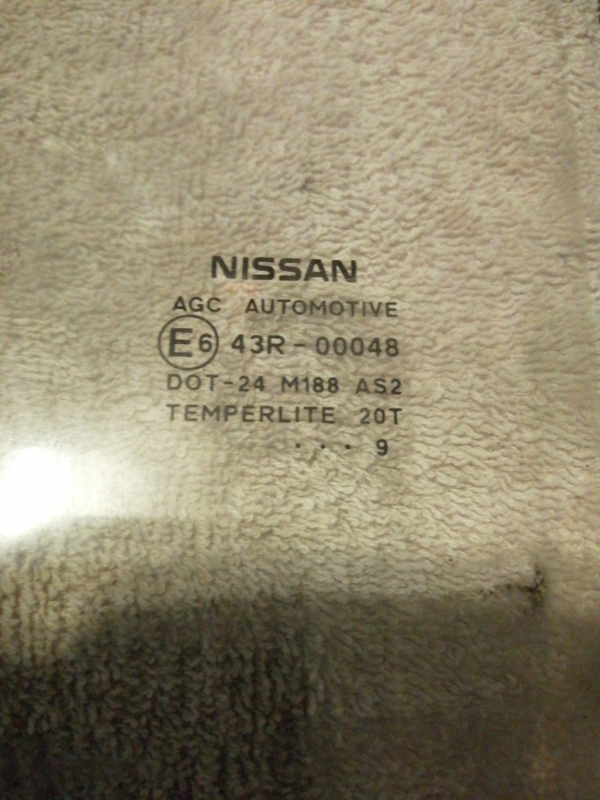 NISSAN
AGC AUTOMOTIVE
E6 43R-00048
DOT-24 M188 AS2
TEMPERLITE 20T
. . . 9